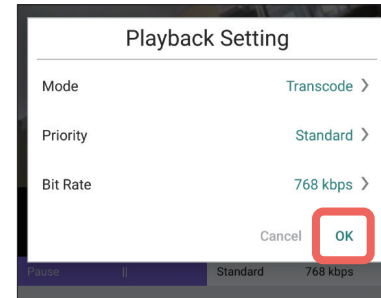 Playback Setting
Mode Transcode >
Priority Standard >
Bit Rate 768 kbps >
Cancel OK
Pause || Standard 768 kbps